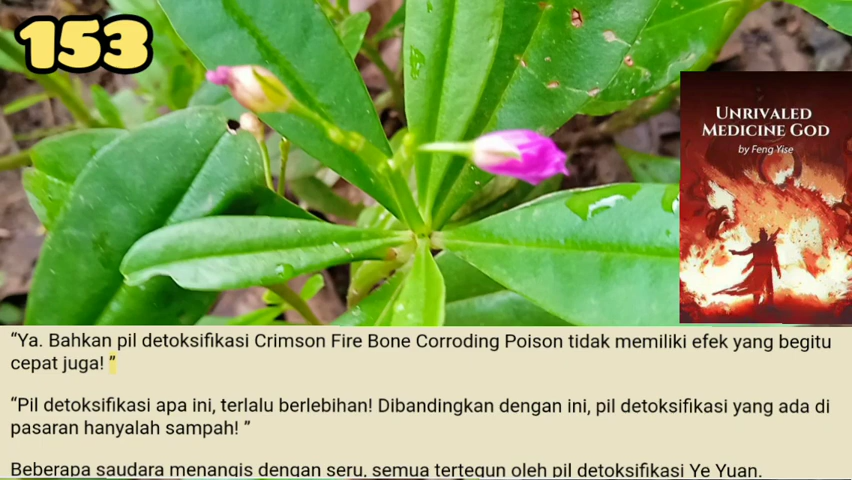 153
UNRIVALED
MEDICINE GOD
by Feng Yise
“Ya. Bahkan pil detoksifikasi Crimson Fire Bone Corroding Poison tidak memiliki efek yang begitu
cepat juga! ”
“Pil detoksifikasi apa ini, terlalu berlebihan! Dibandingkan dengan ini, pil detoksifikasi yang ada di
pasaran hanyalah sampah! ”
Beberapa saudara menangis dengan seru, semua tertegun oleh pil detoksifikasi Ye Yuan.